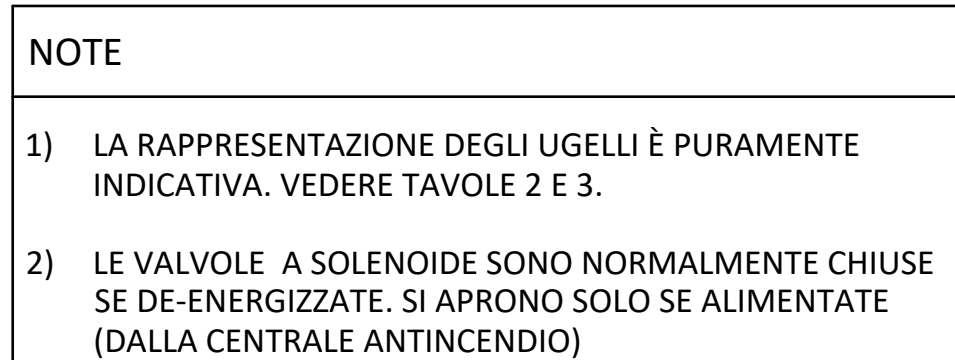 NOTE
1) LA RAPPRESENTAZIONE DEGLI UGELLI È PURAMENTE
INDICATIVA. VEDERE TAVOLE 2 E 3.
2) LE VALVOLE A SOLENOIDE SONO NORMALMENTE CHIUSE
SE DE-ENERGIZZATE. SI APRONO SOLO SE ALIMENTATE
(DALLA CENTRALE ANTINCENDIO)